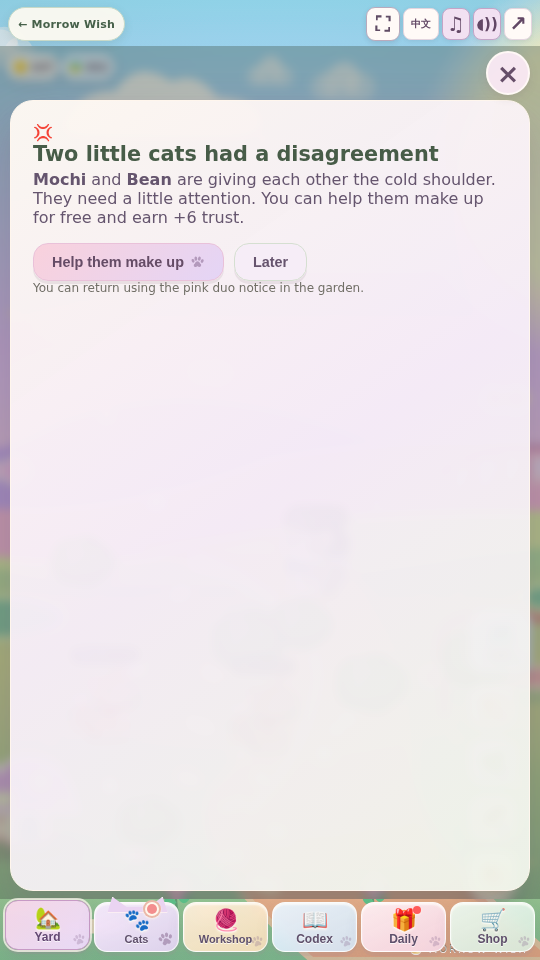 ← Morrow Wish
中文
Two little cats had a disagreement
Mochi and Bean are giving each other the cold shoulder.
They need a little attention. You can help them make up
for free and earn +6 trust.
Help them make up
Later
You can return using the pink duo notice in the garden.
Yard
Cats
Workshop
Codex
Daily
Shop